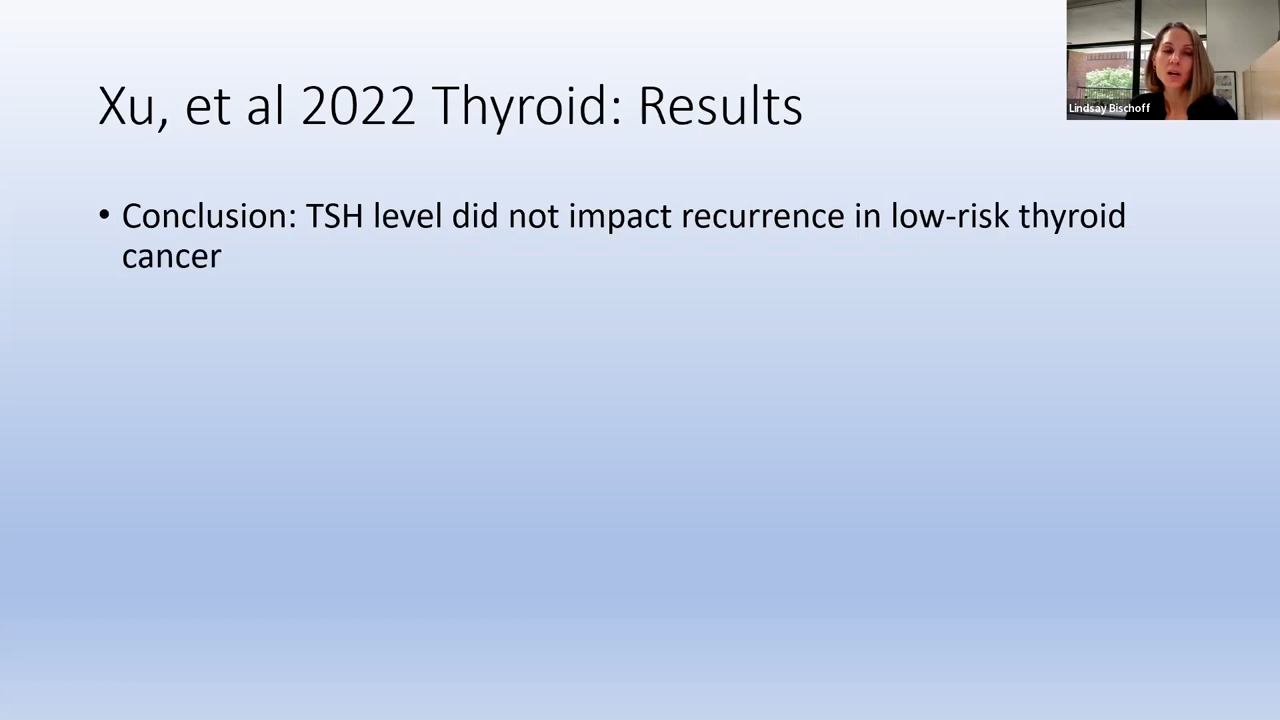 Xu, et al 2022 Thyroid: Results
Lindsay Bischoff
• Conclusion: TSH level did not impact recurrence in low-risk thyroid
cancer